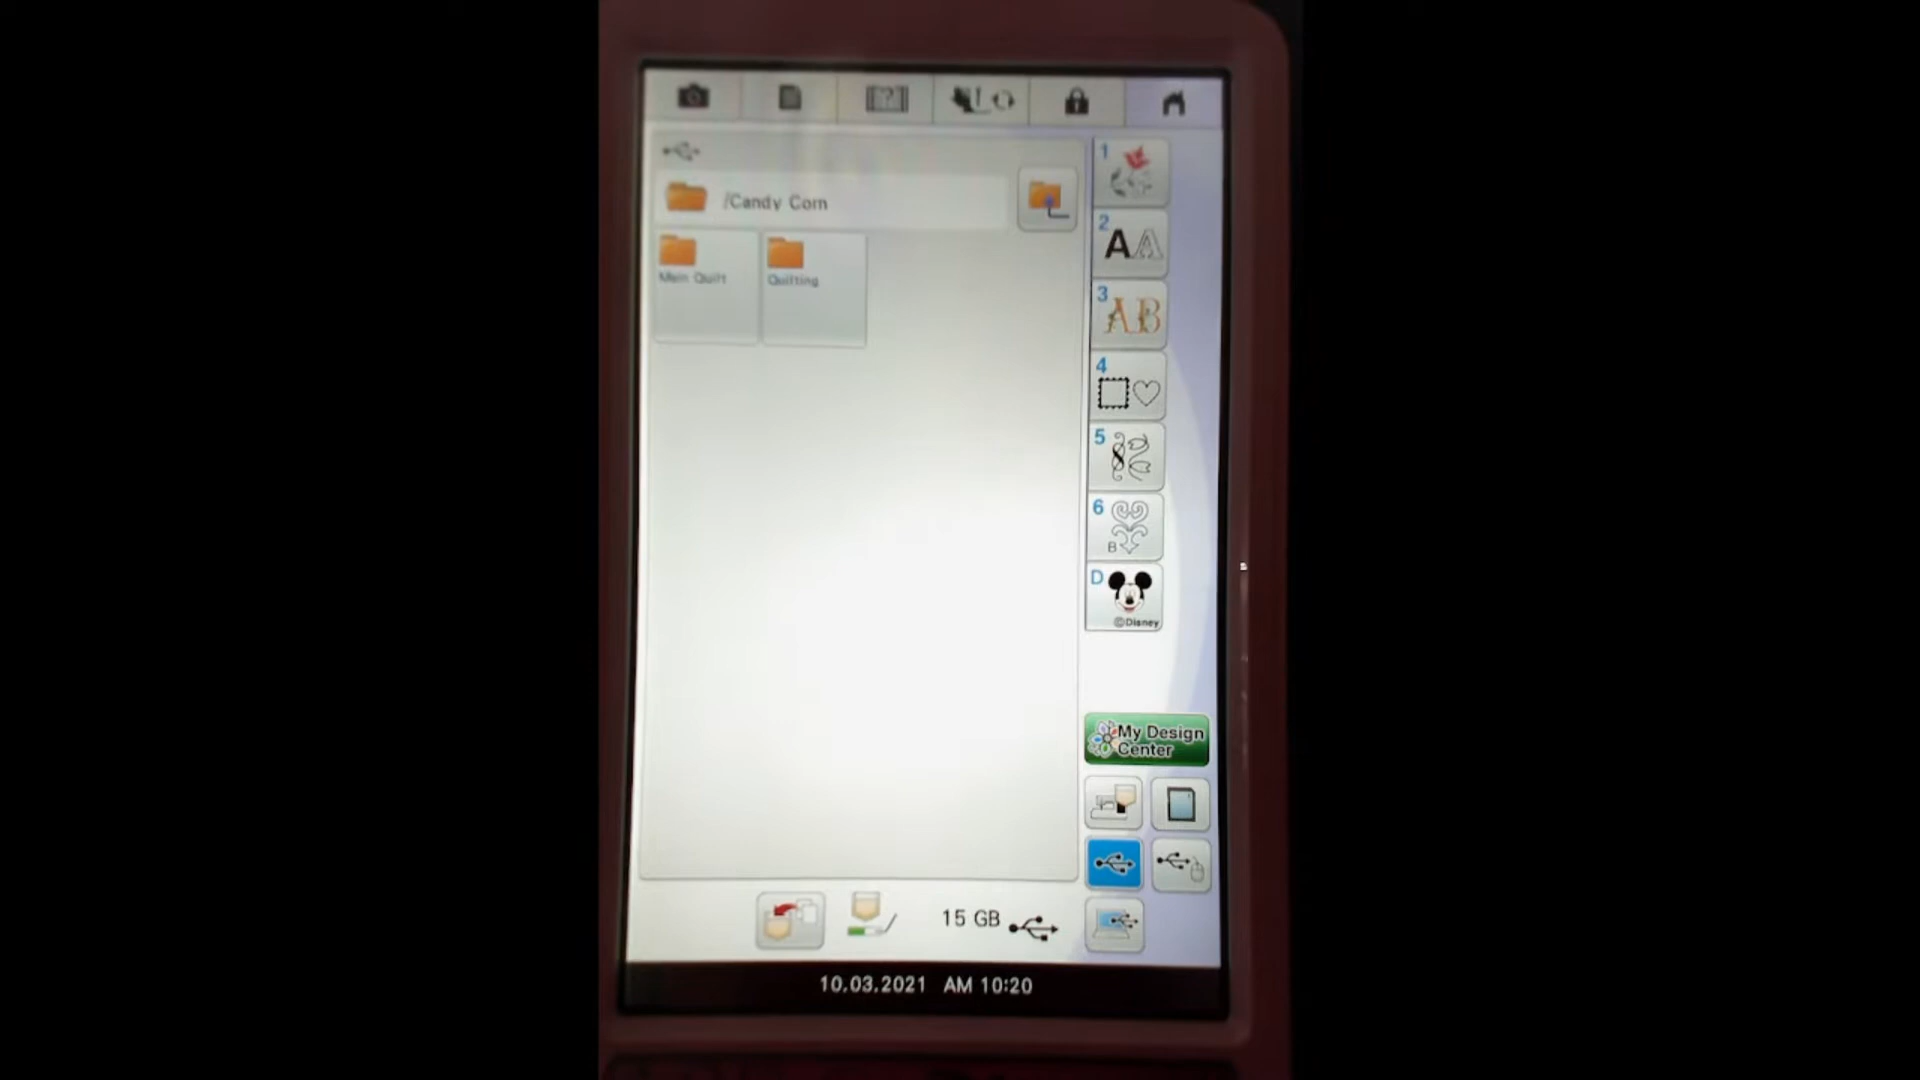 /Candy Corn
Main Quilt
Quilting
1
2
AA
3
AB
4
5
6
B
D
©Disney
My Design
Center
15 GB
10.03.2021 AM 10:20